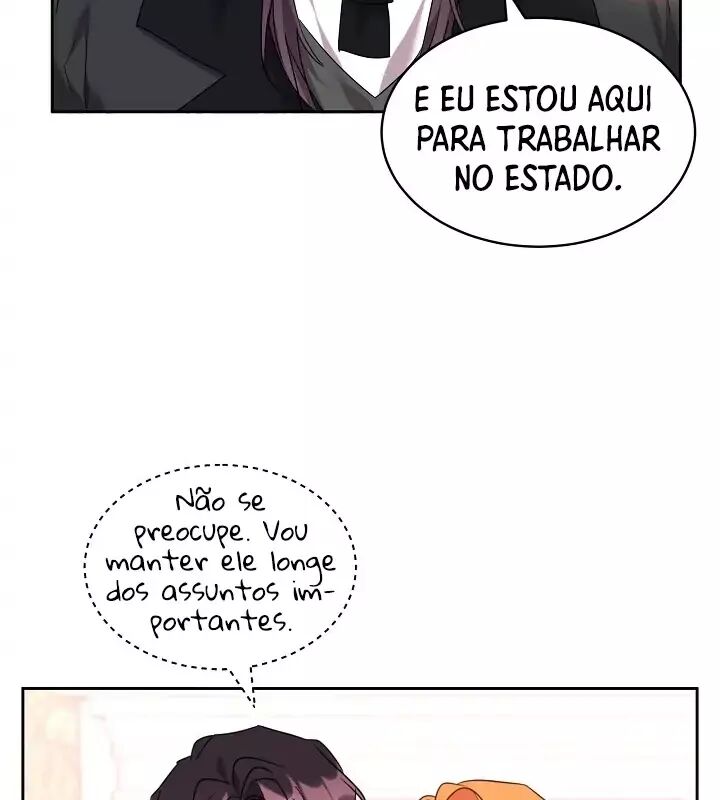 E EU ESTOU AQUI
PARA TRABALHAR
NO ESTADO.
Não se
preocupe. Vou
manter ele longe
dos assuntos im-
portantes.